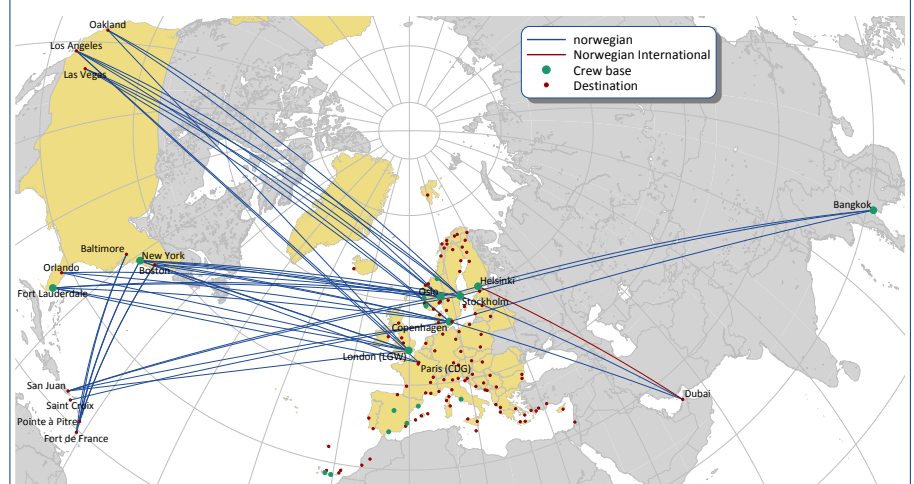 Oakland
Los Angeles
Las Vegas
norwegian
Norwegian International
Crew base
Destination
Bangkok
Baltimore
New York
Boston
Orlando
Fort Lauderdale
Helsinki
Oslo
Stockholm
Copenhagen
London (LGW)
Paris (CDG)
San Juan
Saint Croix
Pointe à Pitre
Fort de France
Dubai